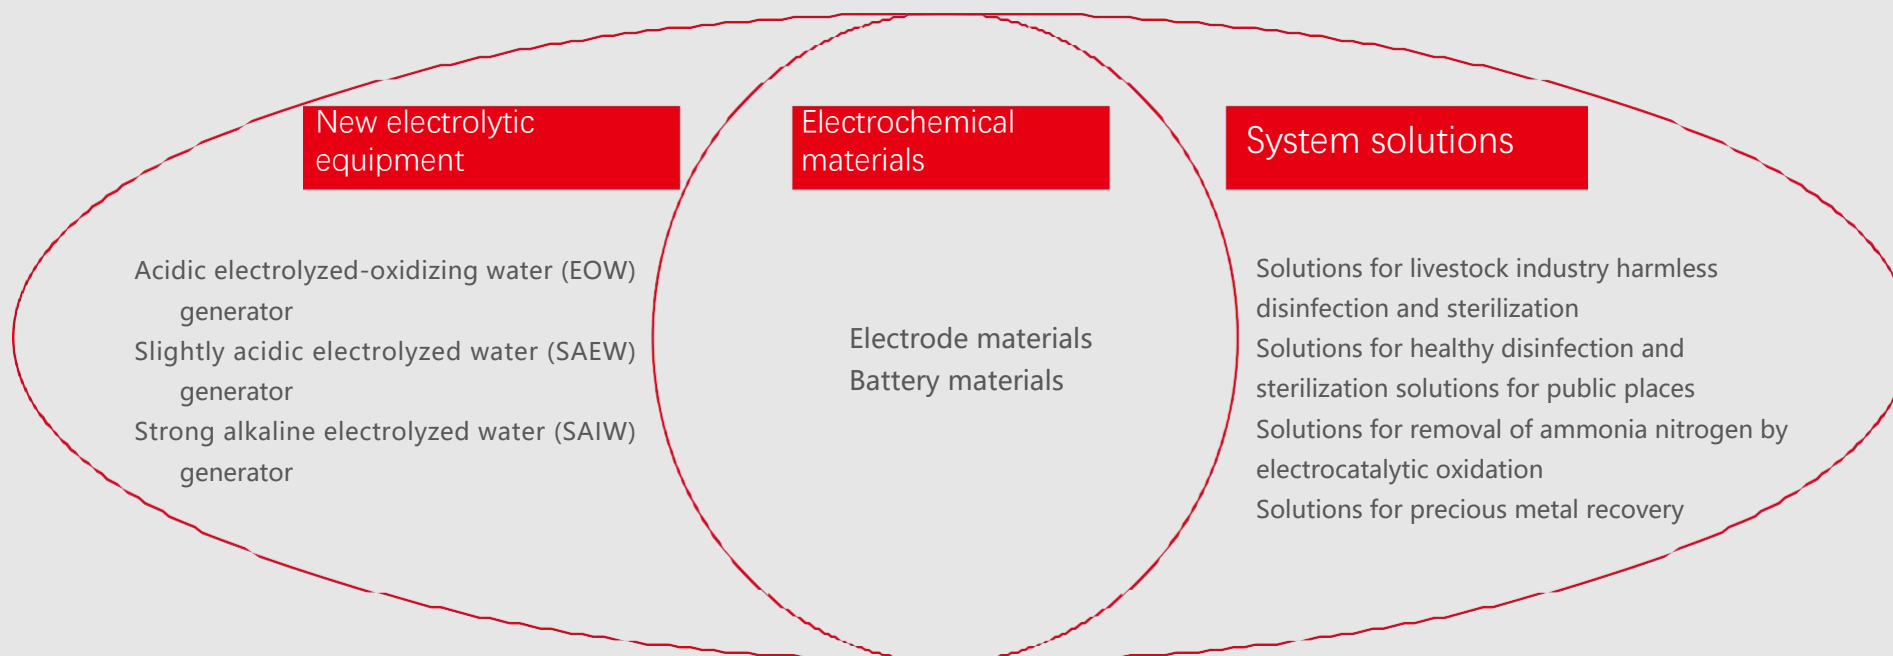 New electrolytic
equipment
Acidic electrolyzed-oxidizing water (EOW)
generator
Slightly acidic electrolyzed water (SAEW)
generator
Strong alkaline electrolyzed water (SAIW)
generator
Electrochemical
materials
Electrode materials
Battery materials
System solutions
Solutions for livestock industry harmless
disinfection and sterilization
Solutions for healthy disinfection and
sterilization solutions for public places
Solutions for removal of ammonia nitrogen by
electrocatalytic oxidation
Solutions for precious metal recovery